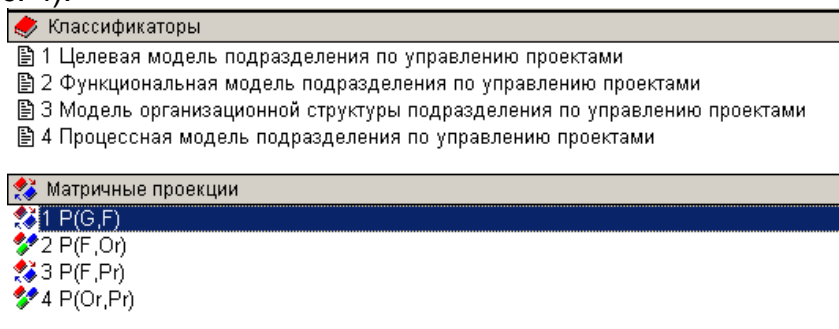 Классификаторы
1 Целевая модель подразделения по управлению проектами
2 Функциональная модель подразделения по управлению проектами
3 Модель организационной структуры подразделения по управлению проектами
4 Процессная модель подразделения по управлению проектами
Матричные проекции
1 P(G,F)
2 P(F,Or)
3 P(F,Pr)
4 P(Or,Pr)